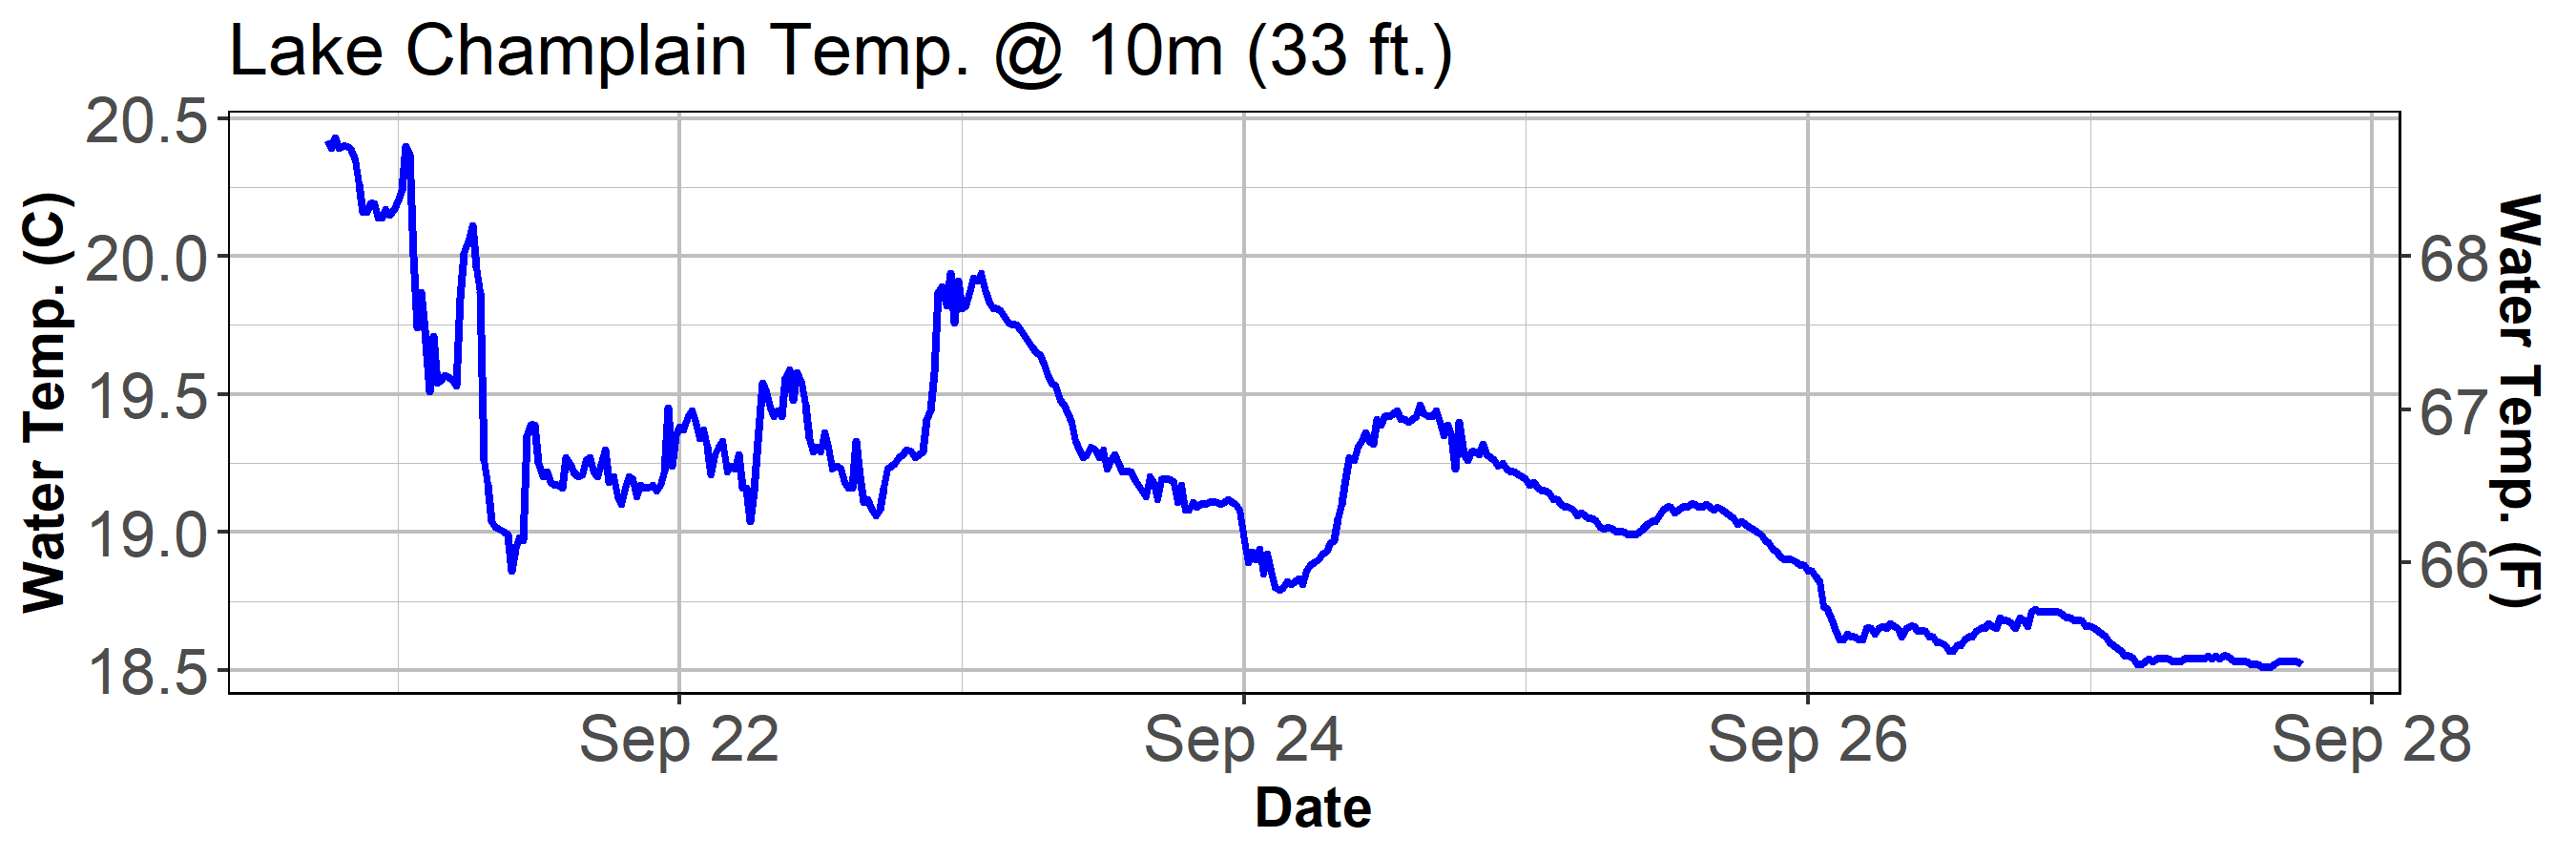 Lake Champlain Temp. @ 10m (33 ft.)
Water Temp. (C)
20.5
20.0
19.5
19.0
18.5
68
67
66
Water Temp. (F)
Sep 22
Sep 24
Sep 26
Sep 28
Date